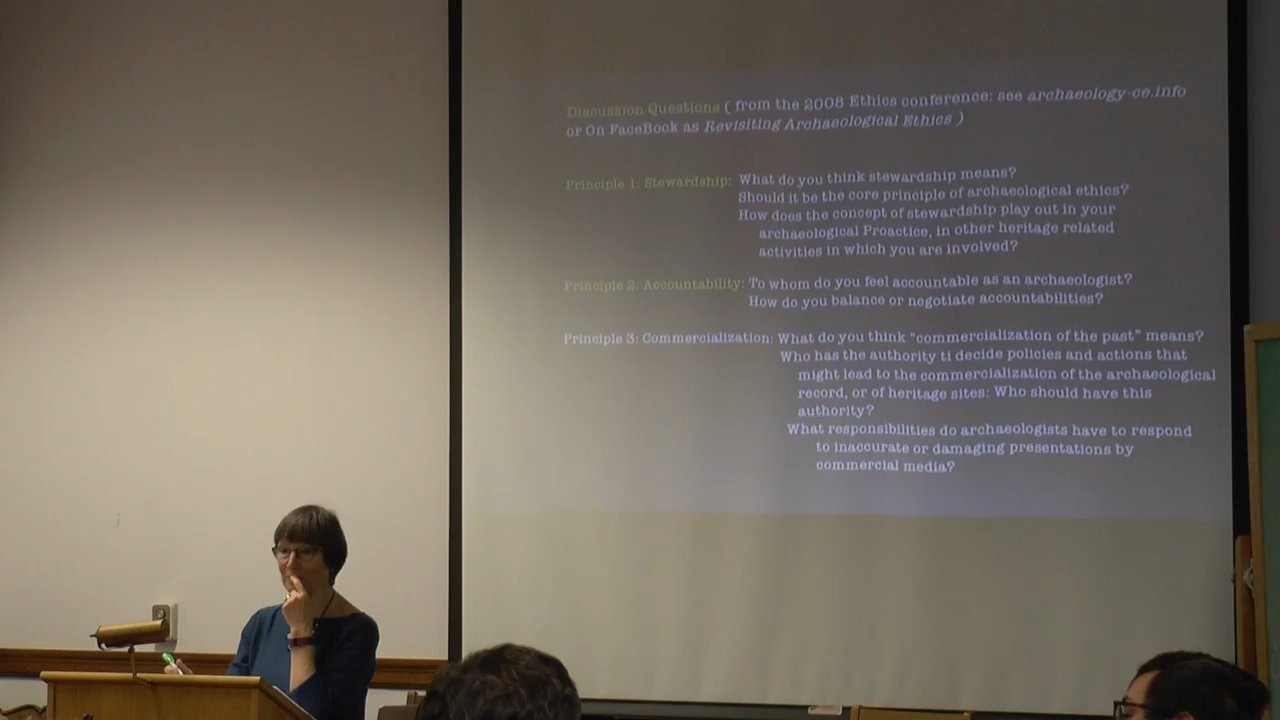 Discussion Questions ( from the 2008 Ethics conference: see archaeology-ce.info
or On FaceBook as Revisiting Archaeological Ethics )
Principle 1: Stewardship: What do you think stewardship means?
Should it be the core principle of archaeological ethics?
How does the concept of stewardship play out in your
archaeological Proactice, in other heritage related
activities in which you are involved?
Principle 2: Accountability: To whom do you feel accountable as an archaeologist?
How do you balance or negotiate accountabilities?
Principle 3: Commercialization: What do you think “commercialization of the past” means?
Who has the authority ti decide policies and actions that
might lead to the commercialization of the archaeological
record, or of heritage sites: Who should have this
authority?
What responsibilities do archaeologists have to respond
to inaccurate or damaging presentations by
commercial media?